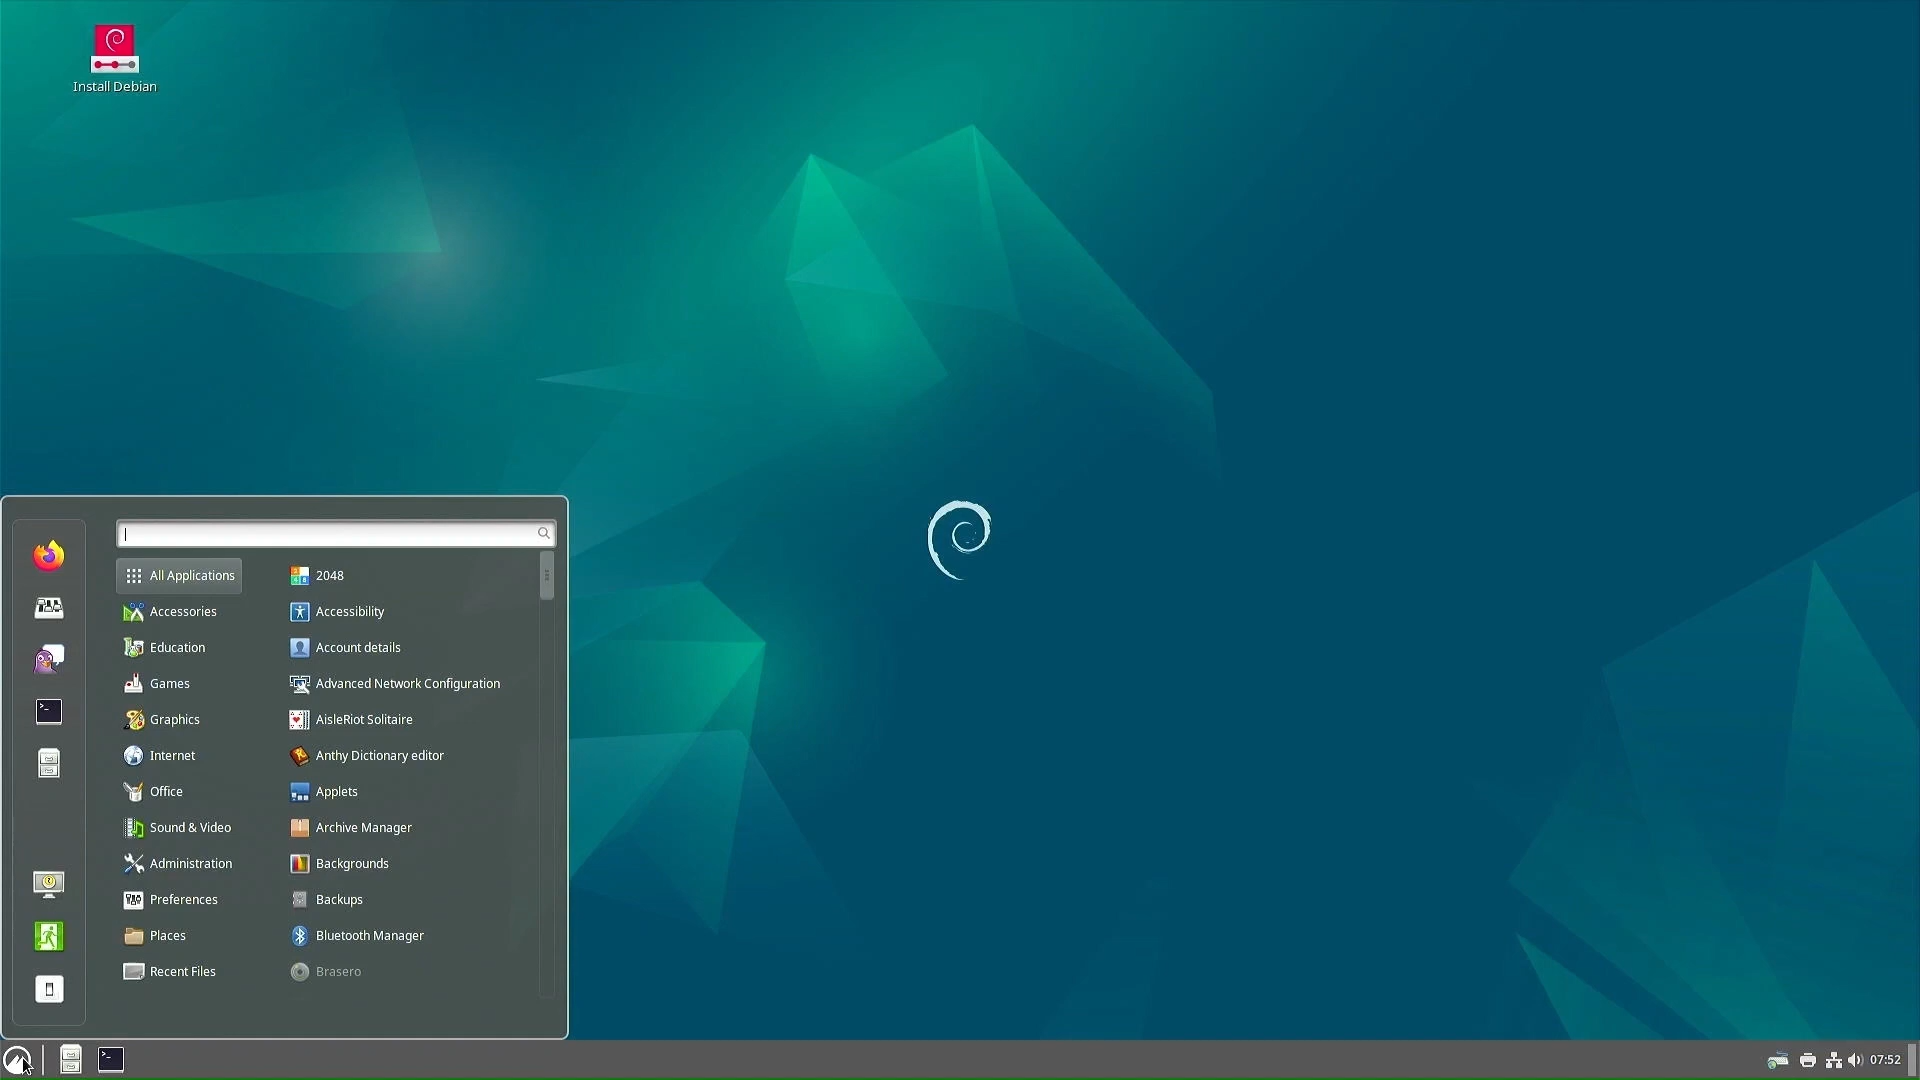 Install Debian
All Applications
Accessories
Education
Games
Graphics
Internet
Office
Sound & Video
Administration
Preferences
Places
Recent Files
2048
Accessibility
Account details
Advanced Network Configuration
AisleRiot Solitaire
Anthy Dictionary editor
Applets
Archive Manager
Backgrounds
Backups
Bluetooth Manager
Brasero
07:52